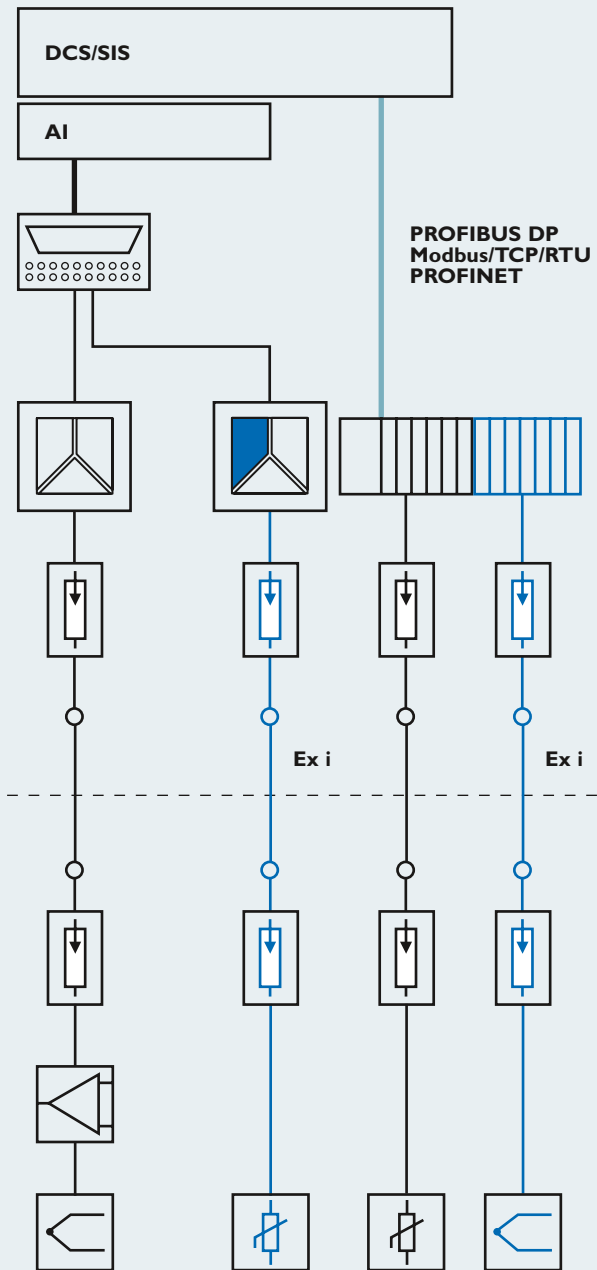 DCS/SIS
AI
PROFIBUS DP
Modbus/TCP/RTU
PROFINET
Ex i
Ex i